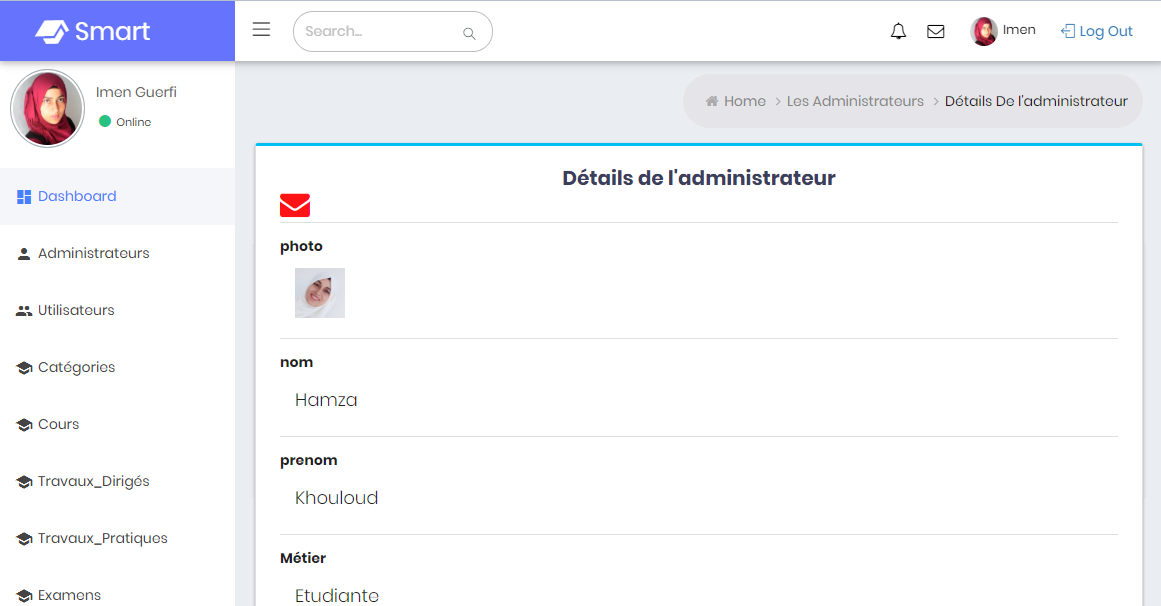 Smart
Search...
Imen
Log Out
Imen Guerfi
Online
Home > Les Administrateurs > Détails De l'administrateur
Dashboard
Administrateurs
Utilisateurs
Catégories
Cours
Travaux_Dirigés
Travaux_Pratiques
Examens
Détails de l'administrateur
photo
nom
Hamza
prenom
Khouloud
Métier
Etudiante